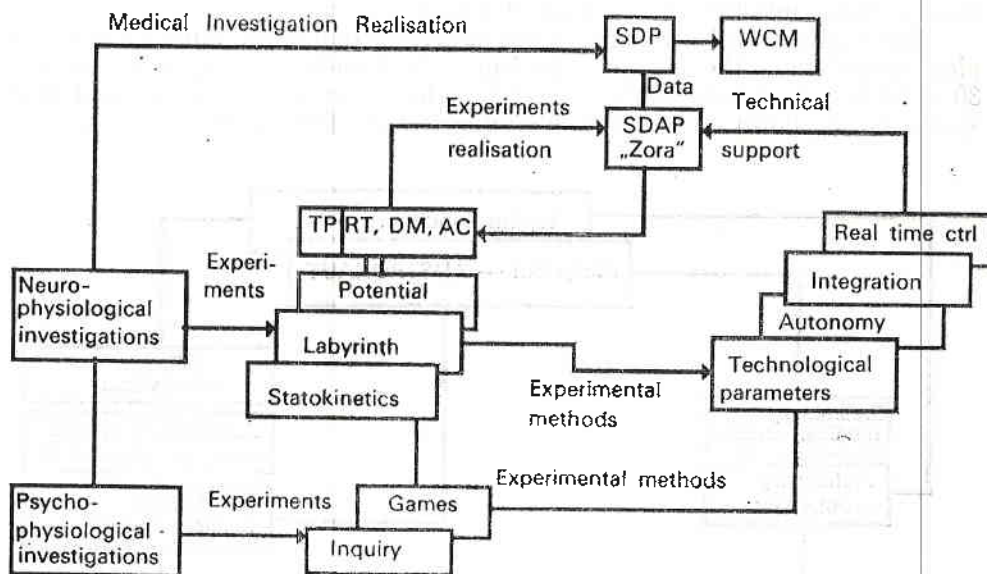 Medical Investigation Realisation
SDP
WCM
Data
Experiments
realisation
SDAP
„Zora"
Technical
support
TP RT, DM, AC
Real time ctrl
Neuro-
physiological
investigations
Experi-
ments
Potential
Integration
Labyrinth
Autonomy
Statokinetics
Technological
parameters
Experimental
methods
Psycho-
physiological
investigations
Experiments
Games
Experimental methods
Inquiry
30